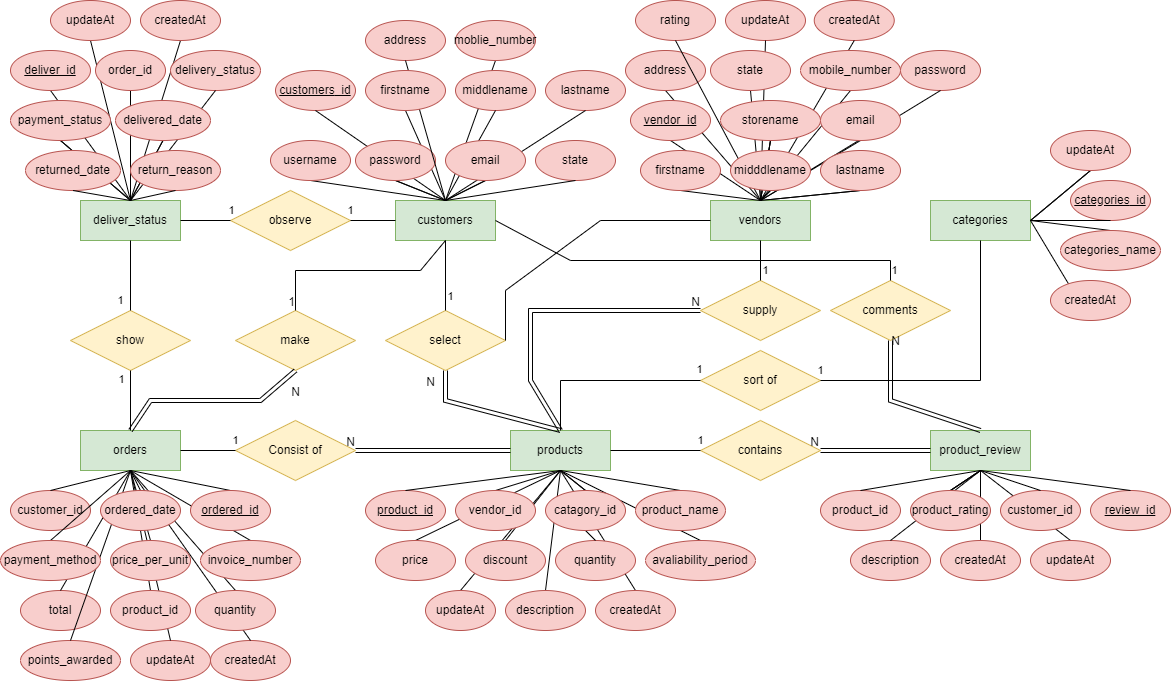 updateAt
createdAt
rating
updateAt
createdAt
address
moblie_number
deliver_id
order_id
delivery_status
address
state
mobile_number
password
customers_id
firstname
middlename
lastname
payment_status
delivered_date
vendor_id
storename
email
updateAt
username
password
email
state
returned_date
return_reason
firstname
midddlename
lastname
categories_id
deliver_status
1
observe
1
customers
vendors
categories
categories_name
1
1
1
1
1
N
createdAt
show
make
select
supply
comments
N
1
N
N
1
sort of
1
orders
1
Consist of
N
products
1
contains
N
product_review
customer_id
ordered_date
ordered_id
product_id
vendor_id
catagory_id
product_name
product_id
product_rating
customer_id
review_id
payment_method
price_per_unit
invoice_number
price
discount
quantity
avaliability_period
description
createdAt
updateAt
total
product_id
quantity
updateAt
description
createdAt
points_awarded
updateAt
createdAt